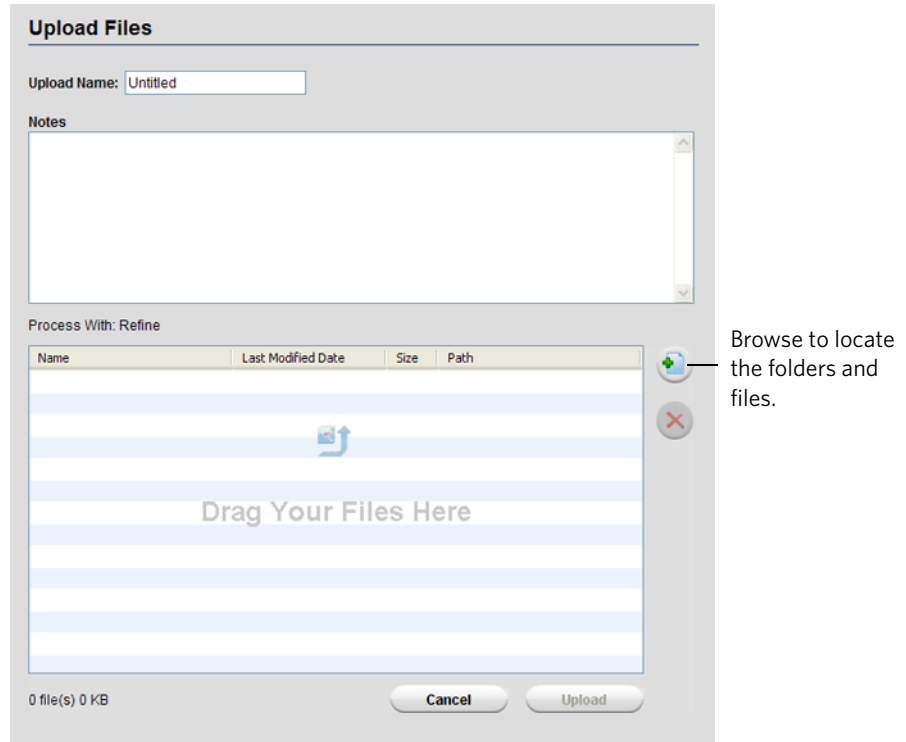 Upload Files
Upload Name: Untitled
Notes
Process With: Refine
Name Last Modified Date Size Path
Drag Your Files Here
Browse to locate
the folders and
files.
0 file(s) 0 KB Cancel Upload